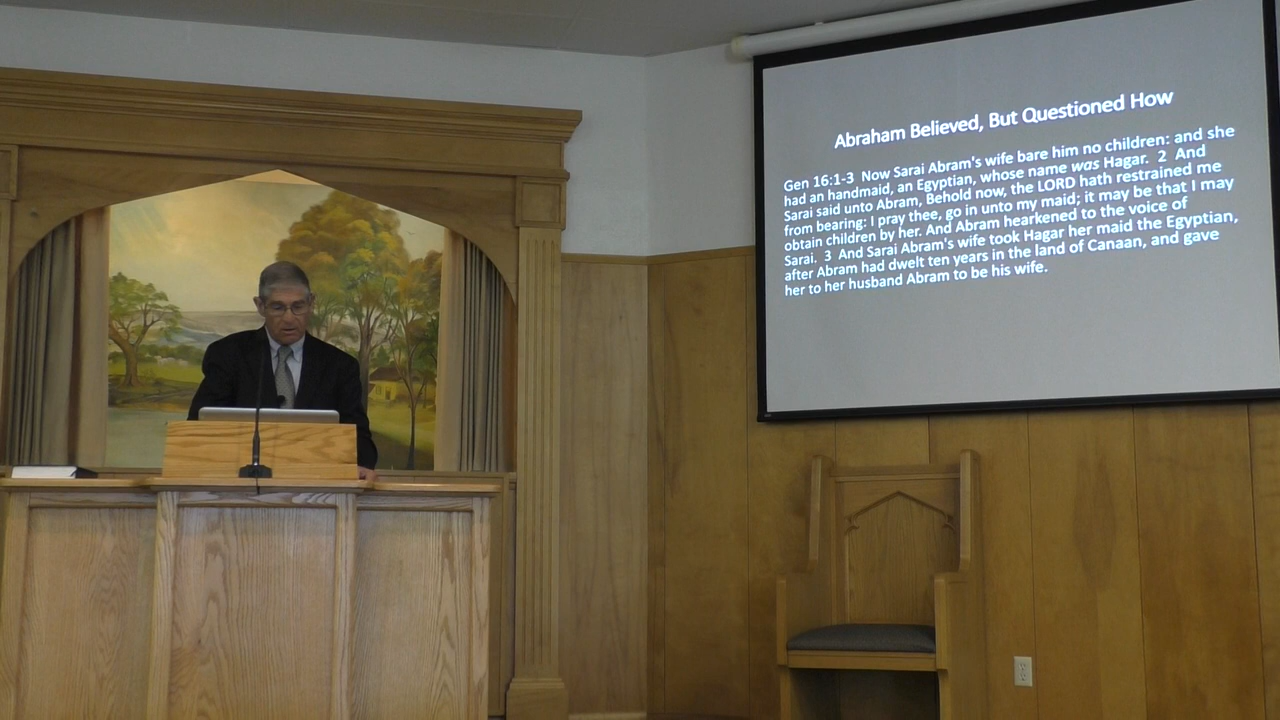 Abraham Believed, But Questioned How
Gen 16:1-3 Now Sarai Abram's wife bare him no children: and she
had an handmaid, an Egyptian, whose name was Hagar. 2 And
Sarai said unto Abram, Behold now, the LORD hath restrained me
from bearing: I pray thee, go in unto my maid; it may be that I may
obtain children by her. And Abram hearkened to the voice of
Sarai. 3 And Sarai Abram's wife took Hagar her maid the Egyptian,
after Abram had dwelt ten years in the land of Canaan, and gave
her to her husband Abram to be his wife.